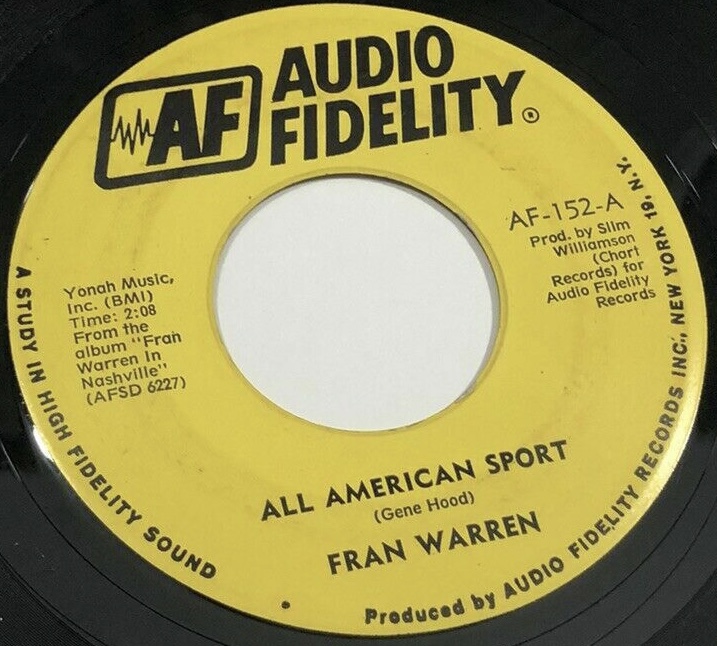 AF
AUDIO
FIDELITY®
AF-152-A
Prod. by Slim
Williamson
(Chart
Records) for
Audio Fidelity
Records
Yonah Music,
Inc. (BMI)
Time: 2:08
From the
album "Fran
Warren In
Nashville"
(AFSD 6227)
ALL AMERICAN SPORT
(Gene Hood)
FRAN WARREN
A STUDY IN HIGH FIDELITY SOUND
Produced by AUDIO FIDELITY RECORDS INC., NEW YORK 19, N.Y.